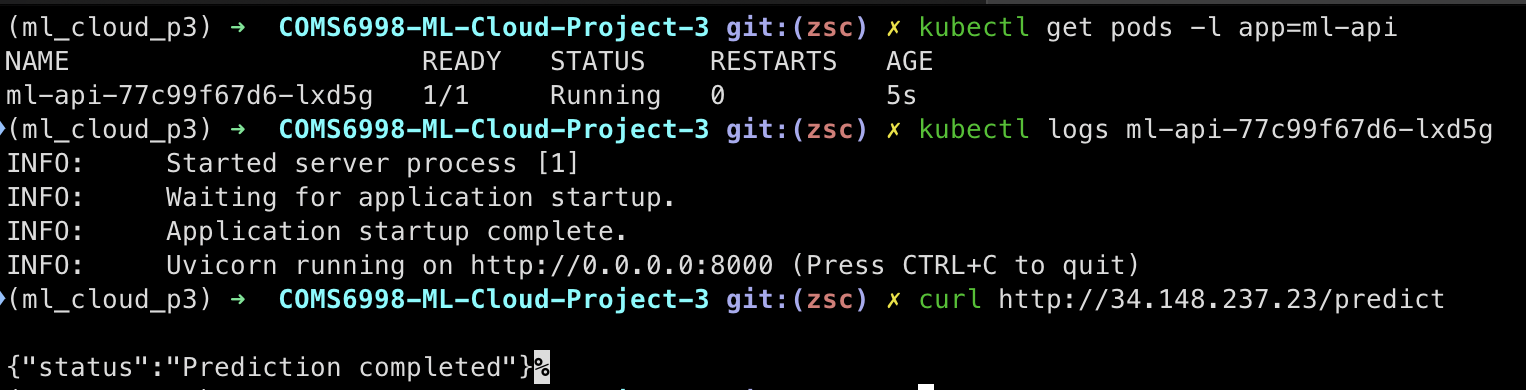 (ml_cloud_p3) ➜  COMS6998-ML-Cloud-Project-3 git:(zsc) ✗ kubectl get pods -l app=ml-api
NAME                      READY   STATUS    RESTARTS   AGE
ml-api-77c99f67d6-lxd5g   1/1     Running   0          5s
(ml_cloud_p3) ➜  COMS6998-ML-Cloud-Project-3 git:(zsc) ✗ kubectl logs ml-api-77c99f67d6-lxd5g
INFO:     Started server process [1]
INFO:     Waiting for application startup.
INFO:     Application startup complete.
INFO:     Uvicorn running on http://0.0.0.0:8000 (Press CTRL+C to quit)
(ml_cloud_p3) ➜  COMS6998-ML-Cloud-Project-3 git:(zsc) ✗ curl http://34.148.237.23/predict
{"status":"Prediction completed"}%